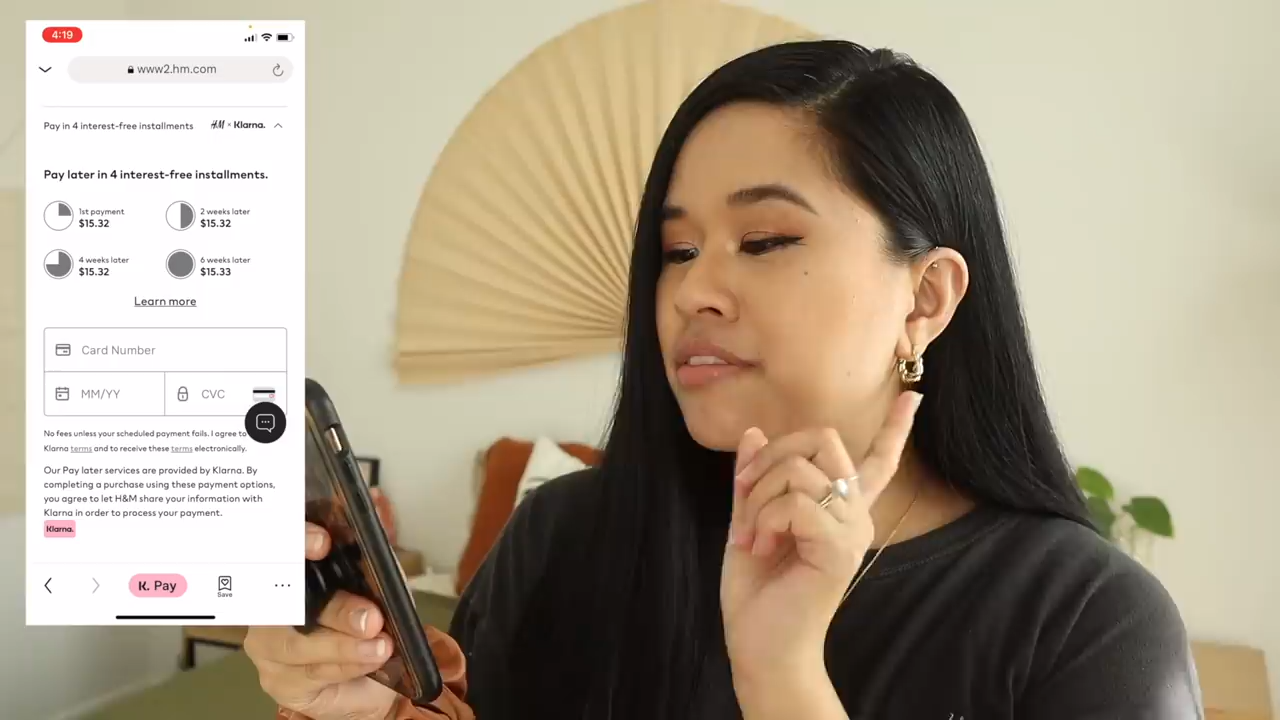 4:19
www2.hm.com
Pay in 4 interest-free installments H&M × Klarna.
Pay later in 4 interest-free installments.
1st payment
$15.32
2 weeks later
$15.32
4 weeks later
$15.32
6 weeks later
$15.33
Learn more
Card Number
MM/YY
CVC
No fees unless your scheduled payment fails. I agree to
Klarna terms and to receive these terms electronically.
Our Pay later services are provided by Klarna. By
completing a purchase using these payment options,
you agree to let H&M share your information with
Klarna in order to process your payment.
Klarna.
K. Pay
Save